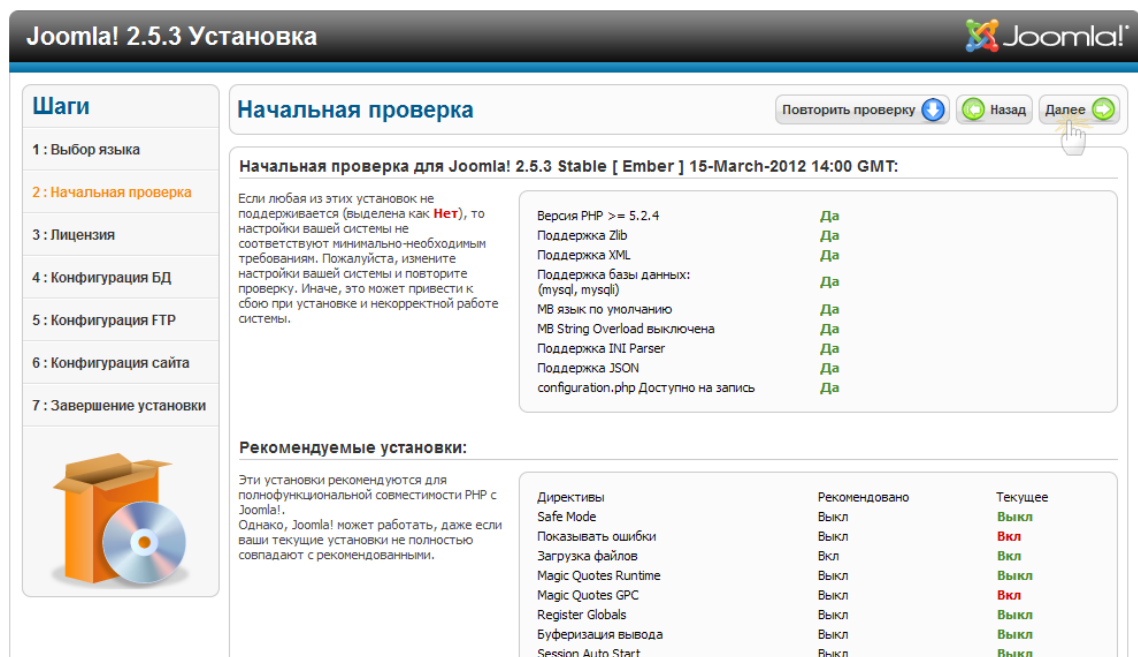 Joomla! 2.5.3 Установка
Joomla!
Шаги
1 : Выбор языка
2 : Начальная проверка
3 : Лицензия
4 : Конфигурация БД
5 : Конфигурация FTP
6 : Конфигурация сайта
7 : Завершение установки
Начальная проверка
Повторить проверку
Назад
Далее
Начальная проверка для Joomla! 2.5.3 Stable [ Ember ] 15-March-2012 14:00 GMT:
Если любая из этих установок не
поддерживается (выделена как Нет), то
настройки вашей системы не
соответствуют минимально-необходимым
требованиям. Пожалуйста, измените
настройки вашей системы и повторите
проверку. Иначе, это может привести к
сбою при установке и некорректной работе
системы.
Версия PHP >= 5.2.4 Да
Поддержка Zlib Да
Поддержка XML Да
Поддержка базы данных:
(mysql, mysqli) Да
MB язык по умолчанию Да
MB String Overload выключена Да
Поддержка INI Parser Да
Поддержка JSON Да
configuration.php Доступно на запись Да
Рекомендуемые установки:
Эти установки рекомендуются для
полнофункциональной совместимости PHP с
Joomla!.
Однако, Joomla! может работать, даже если
ваши текущие установки не полностью
совпадают с рекомендованными.
Директивы Рекомендовано Текущее
Safe Mode Выкл Выкл
Показывать ошибки Выкл Вкл
Загрузка файлов Вкл Вкл
Magic Quotes Runtime Выкл Выкл
Magic Quotes GPC Выкл Вкл
Register Globals Выкл Выкл
Буферизация вывода Выкл Выкл
Session Auto Start Выкл Выкл